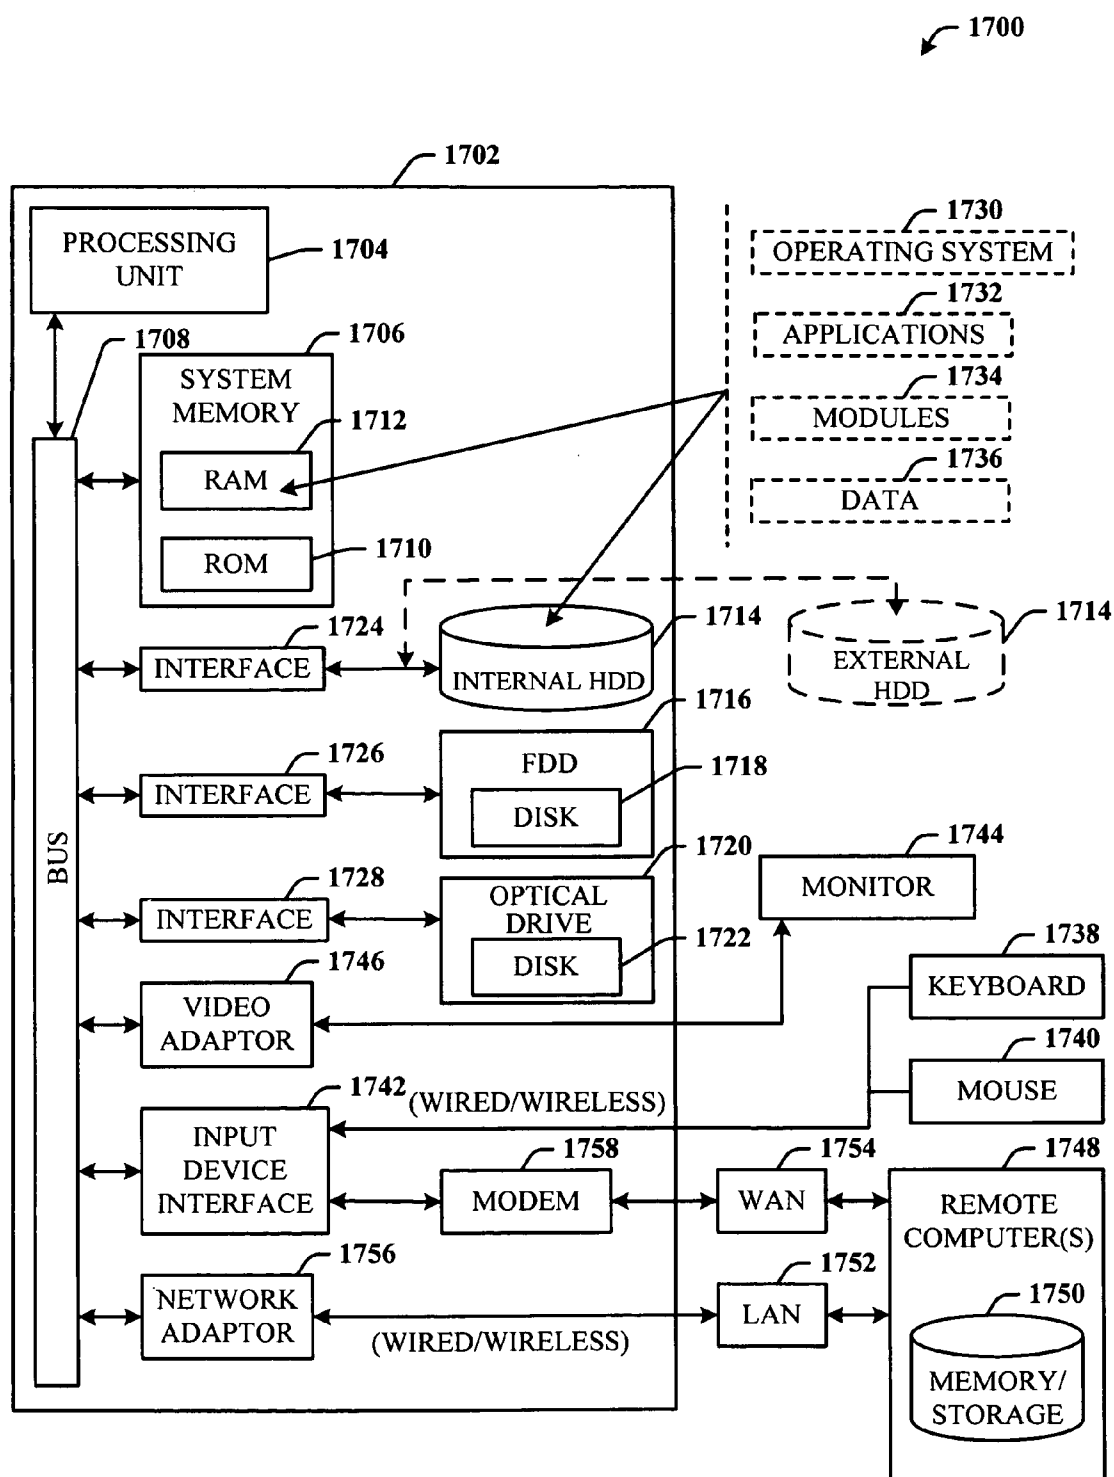 1700
1702
PROCESSING
UNIT
1704
1708
1706
SYSTEM
MEMORY
1712
RAM
1710
ROM
1730
OPERATING SYSTEM
1732
APPLICATIONS
1734
MODULES
1736
DATA
1724
INTERFACE
1714
INTERNAL HDD
1714
EXTERNAL
HDD
1716
FDD
1726
INTERFACE
1718
DISK
BUS
1720
OPTICAL
DRIVE
1728
INTERFACE
1722
DISK
1744
MONITOR
1746
VIDEO
ADAPTOR
1738
KEYBOARD
1740
MOUSE
1742
(WIRED/WIRELESS)
INPUT
DEVICE
INTERFACE
1758
MODEM
1754
WAN
1748
REMOTE
COMPUTER(S)
1756
NETWORK
ADAPTOR
(WIRED/WIRELESS)
1752
LAN
1750
MEMORY/
STORAGE